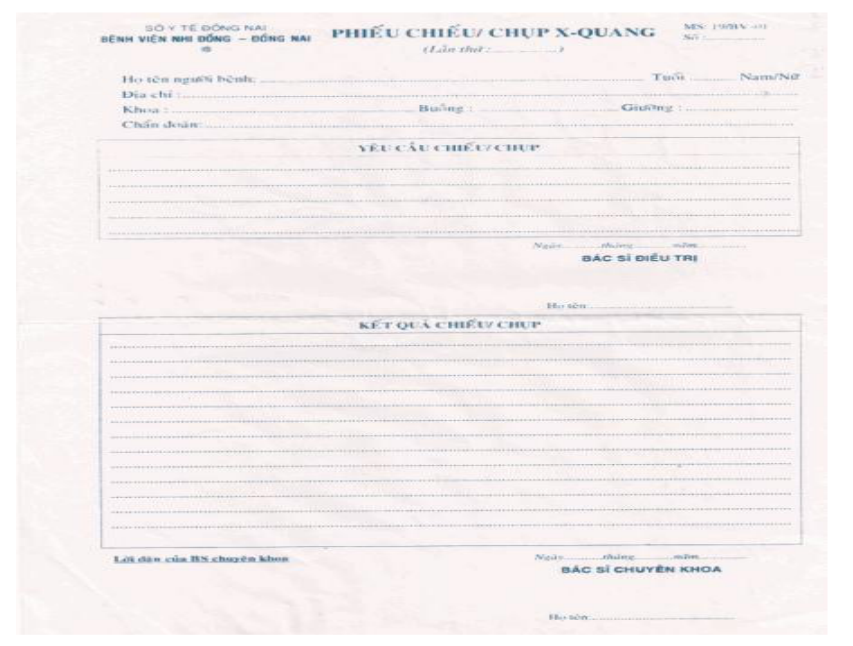 SỞ Y TẾ ĐỒNG NAI
BỆNH VIỆN NHI ĐỒNG – ĐỒNG NAI
PHIẾU CHIẾU/ CHỤP X-QUANG
(Lần thứ :...............)
MS: 19/BV-01
Số :...............
Họ tên người bệnh: ............... Tuổi ............ Nam/Nữ
Địa chỉ :...............
Khoa : ............... Buồng : ............... Giường : ...............
Chẩn đoán:...............
YÊU CẦU CHIẾU/ CHỤP
Ngày............tháng............năm............
BÁC SĨ ĐIỀU TRỊ
Họ tên...............
KẾT QUẢ CHIẾU/ CHỤP
Lời dặn của BS chuyên khoa
Ngày............tháng............năm............
BÁC SĨ CHUYÊN KHOA
Họ tên:...............